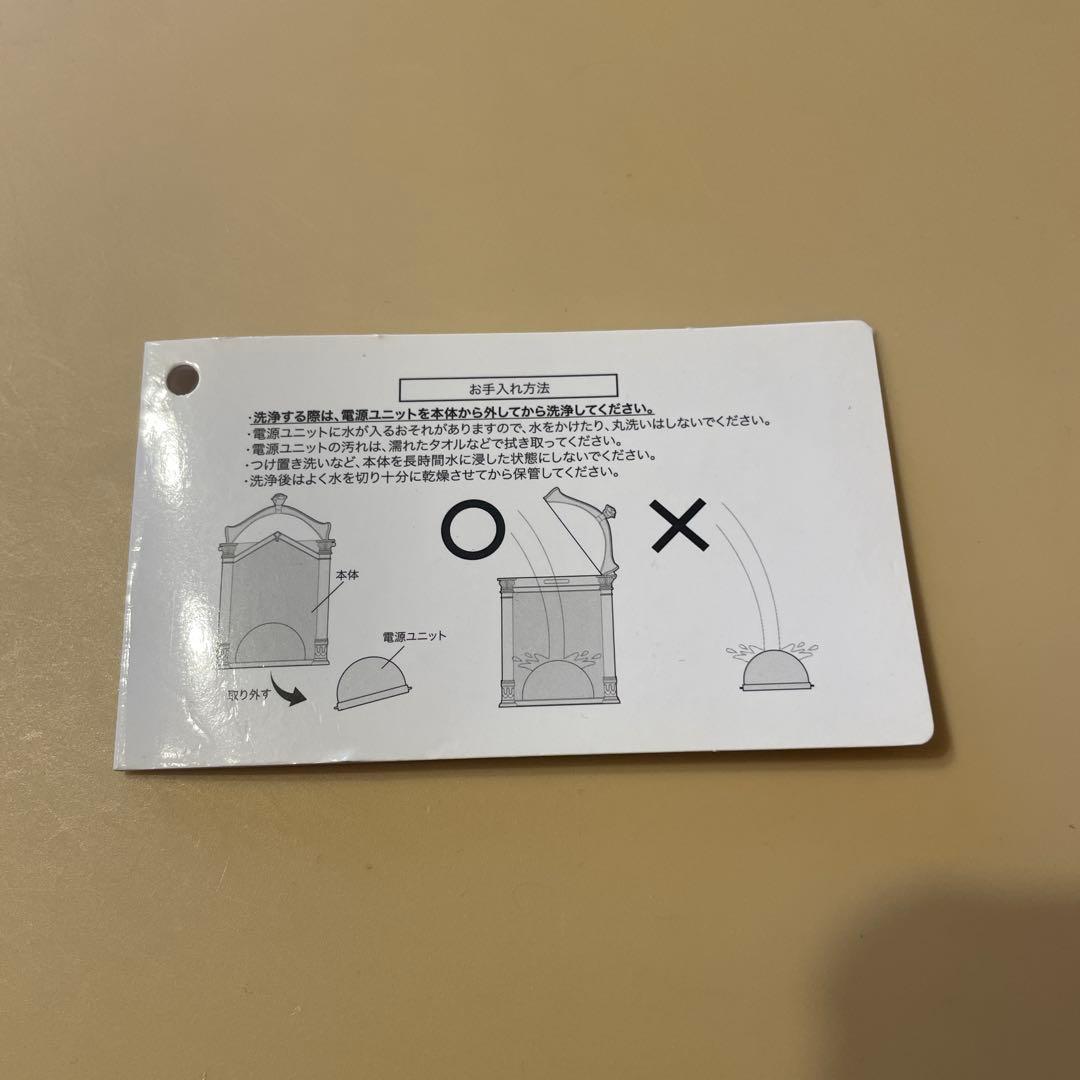 お手入れ方法
・洗浄する際は、電源ユニットを本体から外してから洗浄してください。
・電源ユニットに水が入るおそれがありますので、水をかけたり、丸洗いはしないでください。
・電源ユニットの汚れは、濡れたタオルなどで拭き取ってください。
・つけ置き洗いなど、本体を長時間水に浸した状態にしないでください。
・洗浄後はよく水を切り十分に乾燥させてから保管してください。
本体
電源ユニット
取り外す